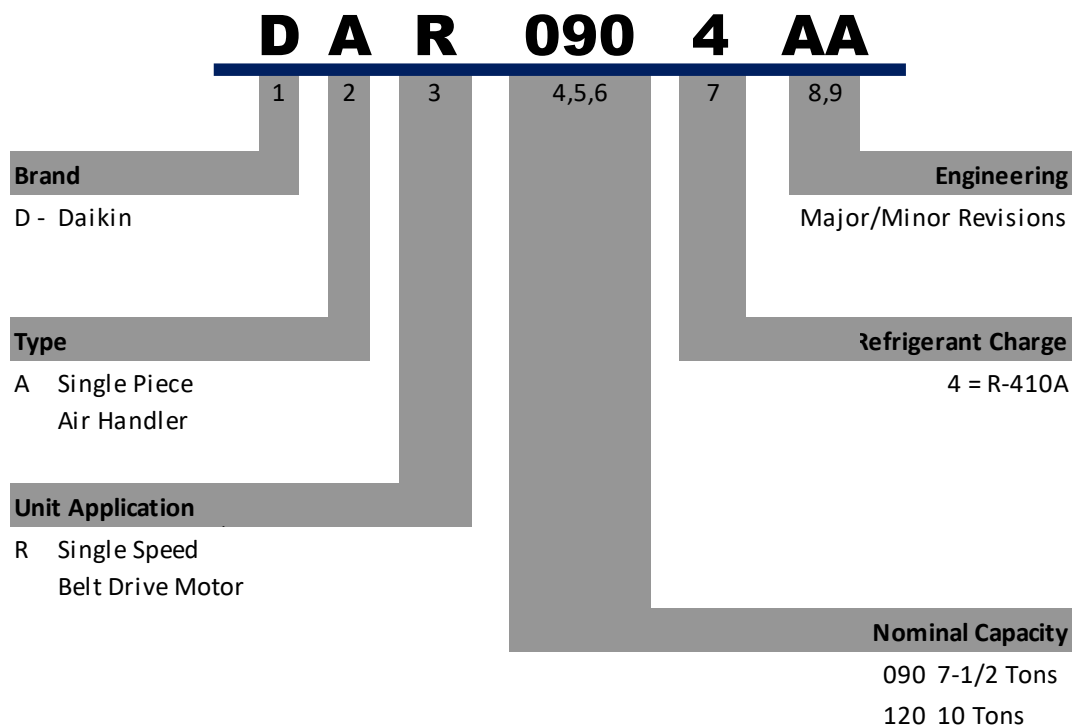 D A R 090 4 AA
1 2 3 4,5,6 7 8,9
Brand
D - Daikin
Engineering
Major/Minor Revisions
Type
A Single Piece
Air Handler
Refrigerant Charge
4 = R-410A
Unit Application
R Single Speed
Belt Drive Motor
Nominal Capacity
090 7-1/2 Tons
120 10 Tons